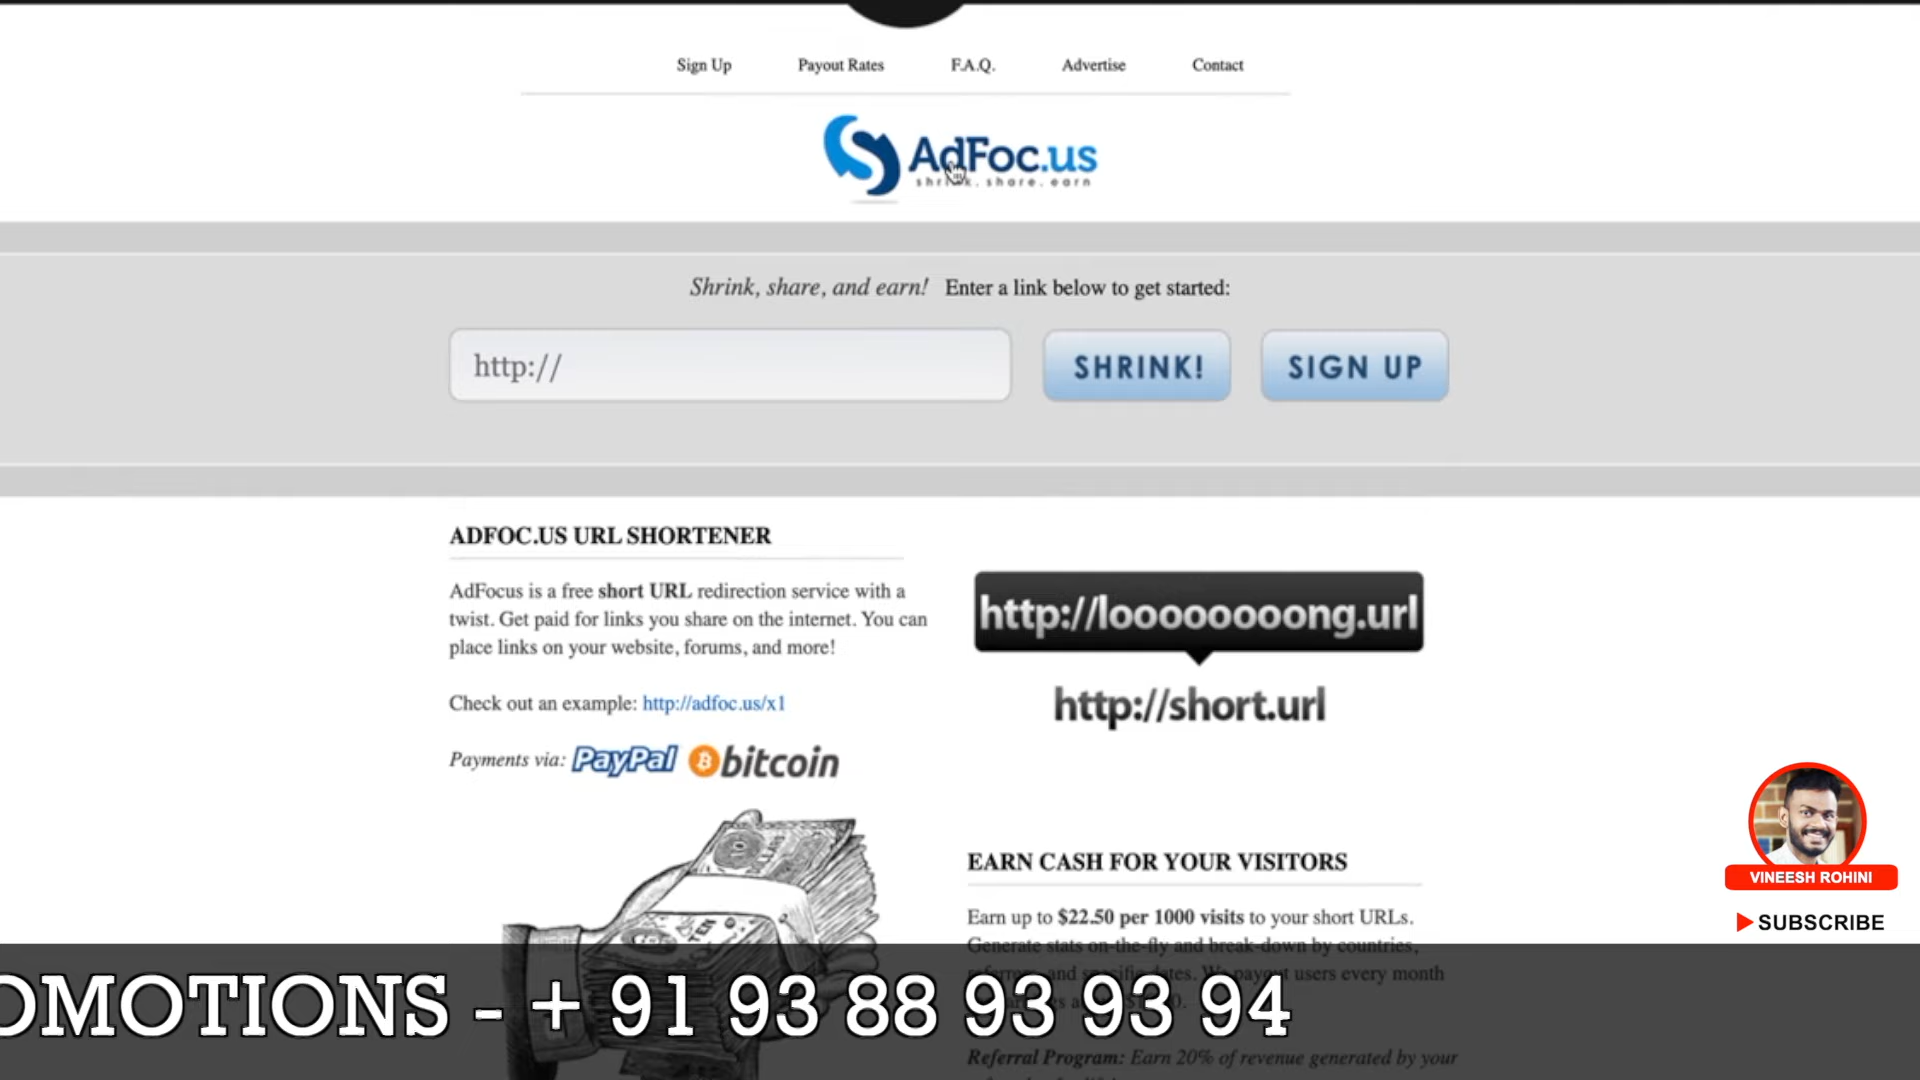 Sign Up
Payout Rates
F.A.Q.
Advertise
Contact
AdFoc.us
shrink.share.earn
Shrink, share, and earn! Enter a link below to get started:
http://
SHRINK!
SIGN UP
ADFOC.US URL SHORTENER
AdFocus is a free short URL redirection service with a
twist. Get paid for links you share on the internet. You can
place links on your website, forums, and more!
Check out an example: http://adfoc.us/x1
Payments via: PayPal bitcoin
http://looooooooong.url
http://short.url
EARN CASH FOR YOUR VISITORS
Earn up to $22.50 per 1000 visits to your short URLs.
Generate stats on-the-fly and break-down by countries,
referrers, and specific dates. We payout users every month
Referral Program: Earn 20% of revenue generated by your
VINEESH ROHINI
SUBSCRIBE
OMOTIONS - + 91 93 88 93 93 94